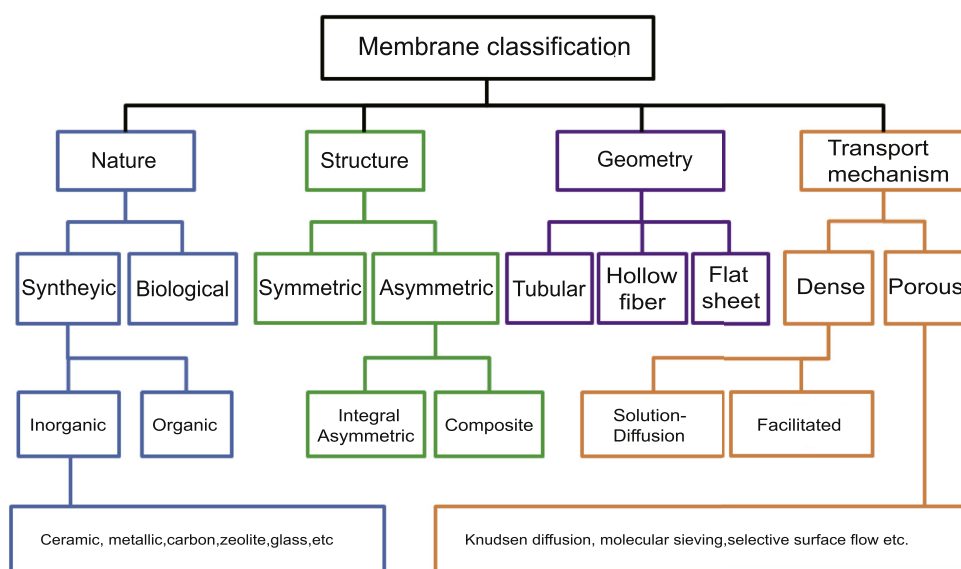 Membrane classification
Nature
Structure
Geometry
Transport
mechanism
Syntheyic
Biological
Symmetric
Asymmetric
Tubular
Hollow
fiber
Flat
sheet
Dense
Porous
Inorganic
Organic
Integral
Asymmetric
Composite
Solution-
Diffusion
Facilitated
Ceramic, metallic,carbon,zeolite,glass,etc
Knudsen diffusion, molecular sieving,selective surface flow etc.